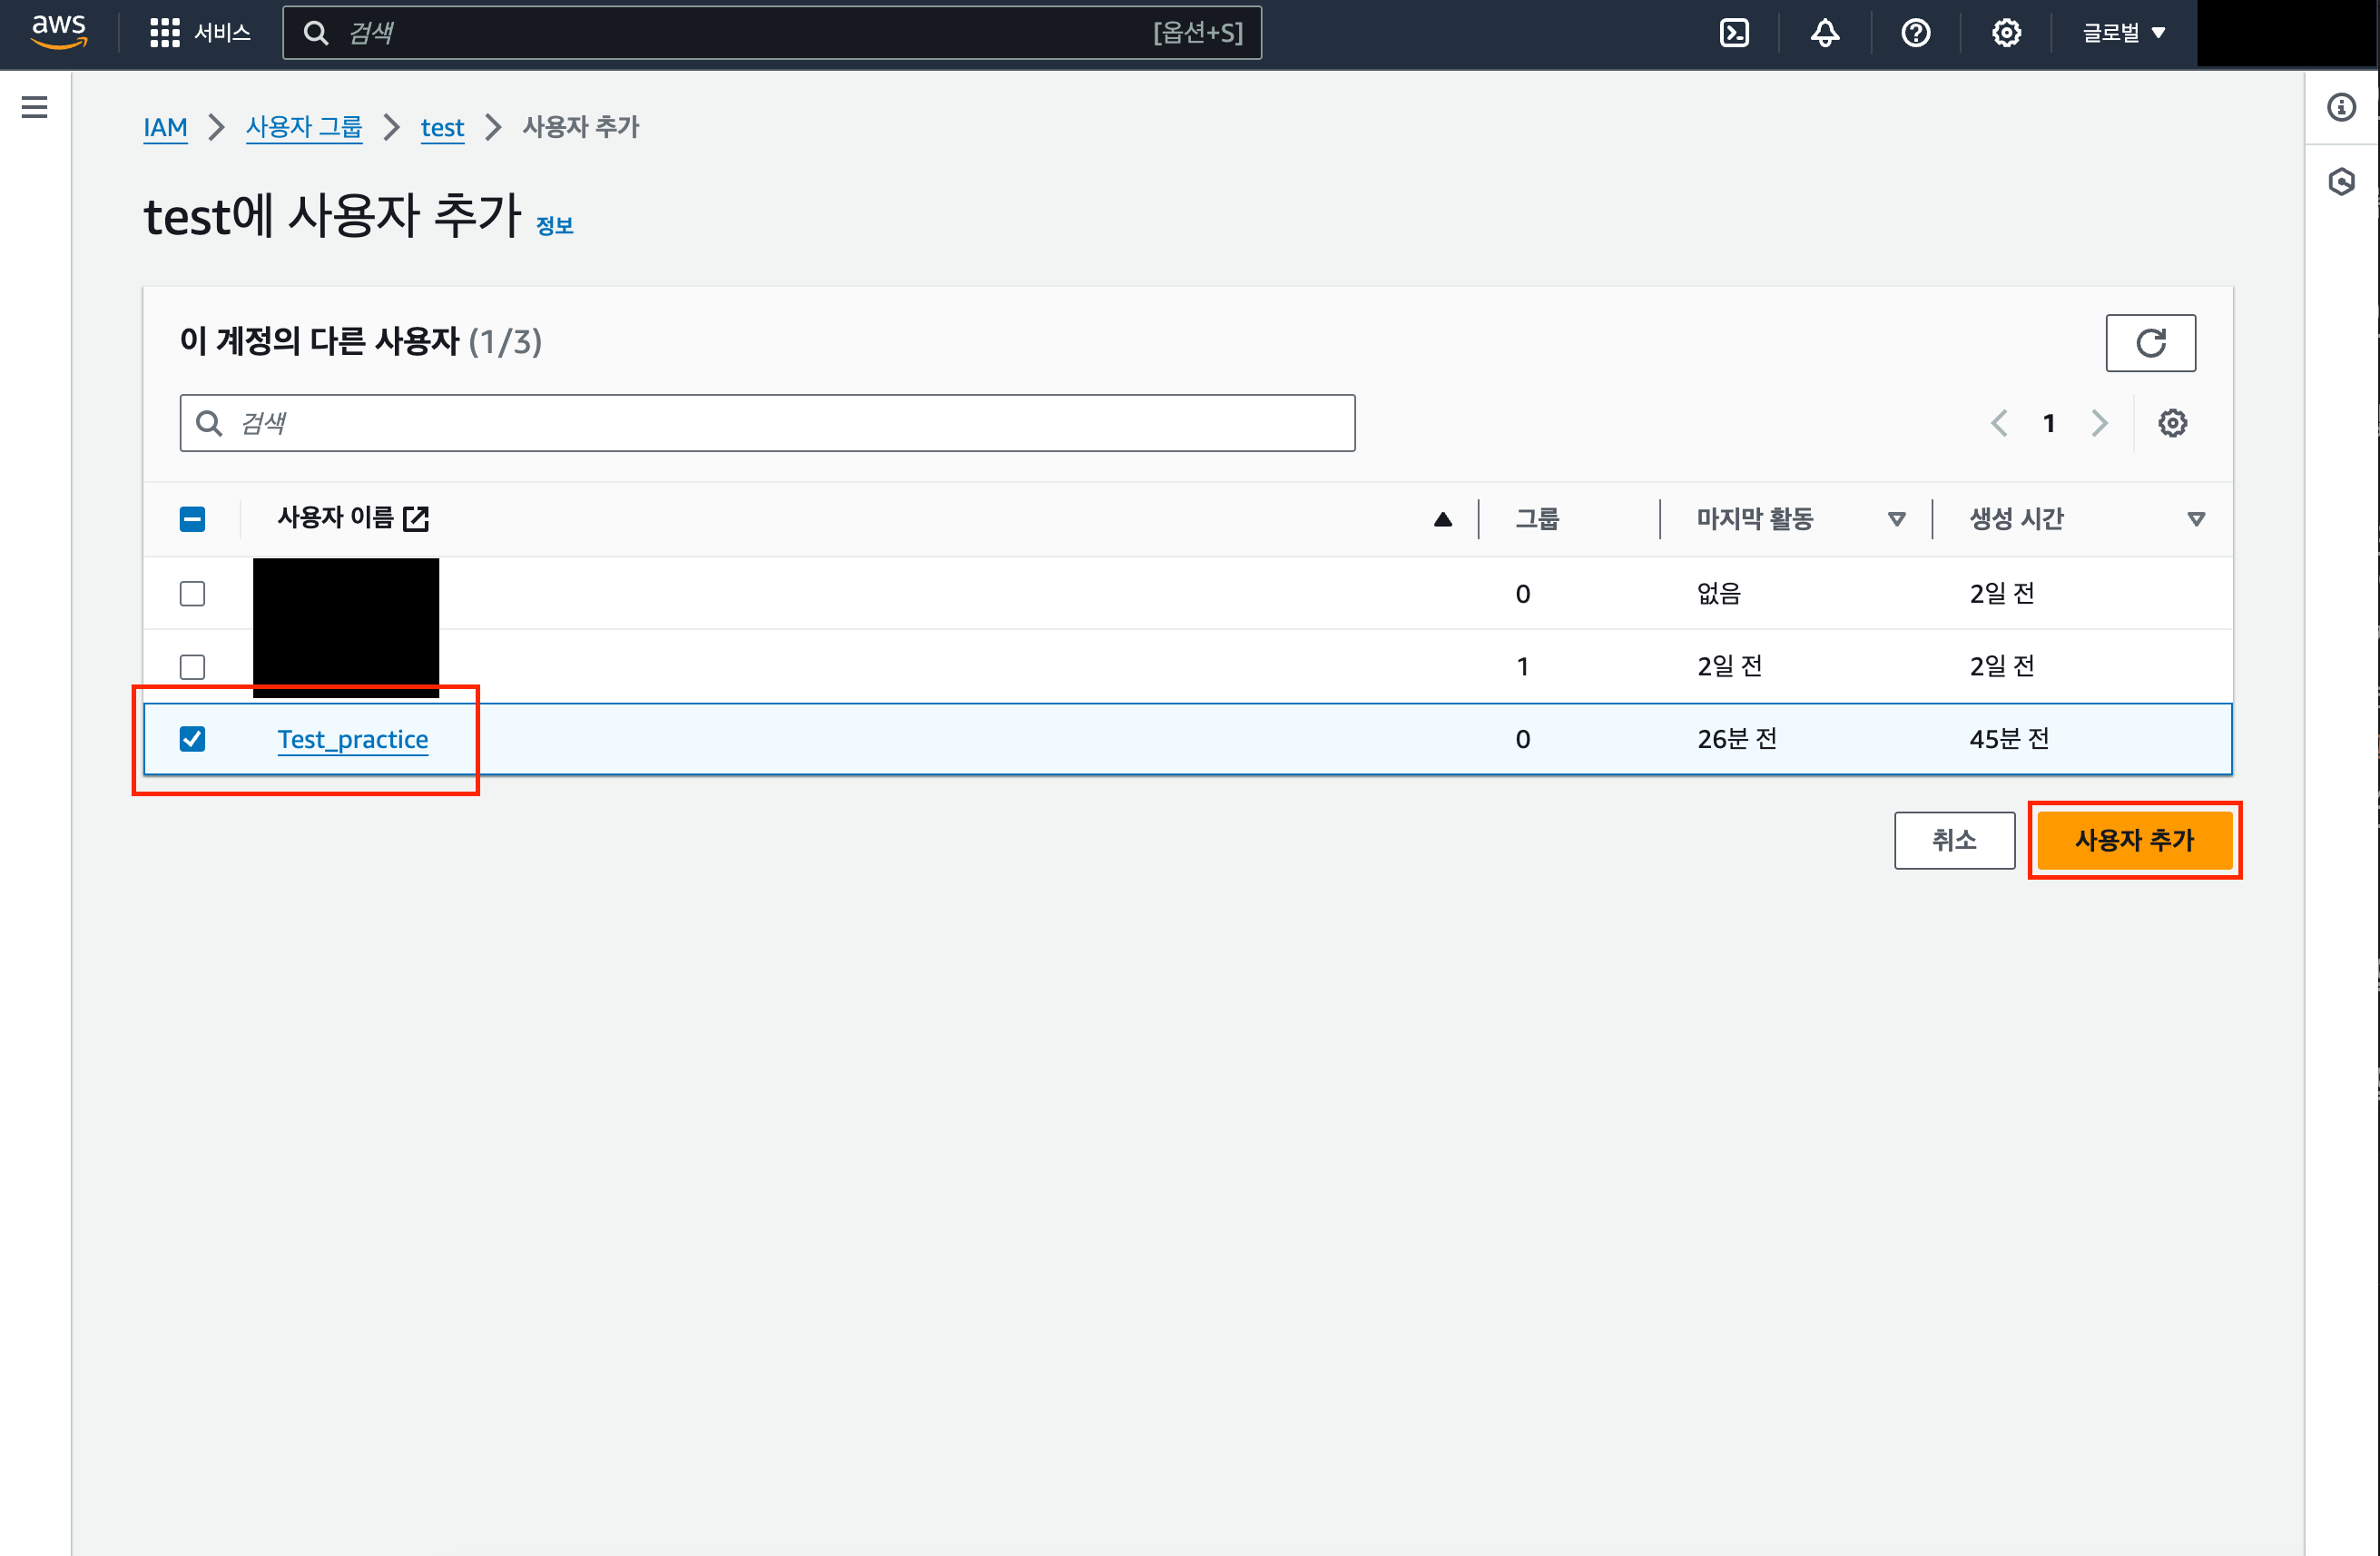 aws 서비스 검색 [옵션+S] 글로벌 ▼
IAM > 사용자 그룹 > test > 사용자 추가
test에 사용자 추가 정보
이 계정의 다른 사용자 (1/3)
검색 1
사용자 이름 그룹 마지막 활동 생성 시간
0 없음 2일 전
1 2일 전 2일 전
Test_practice 0 26분 전 45분 전
취소 사용자 추가